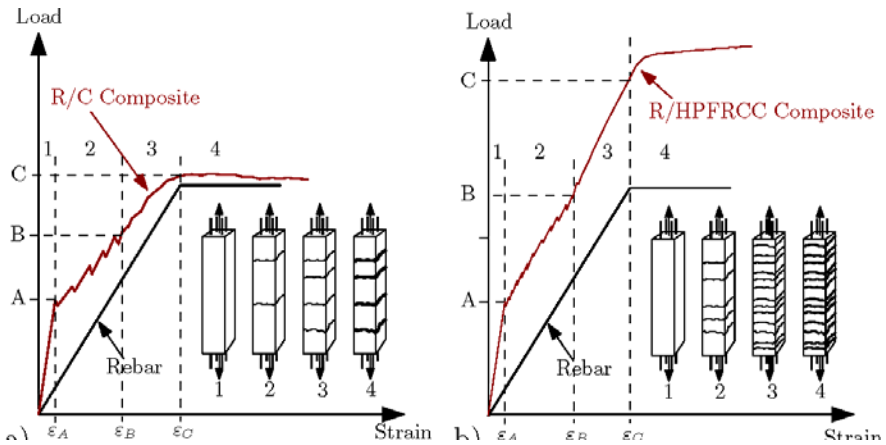 Load
R/C Composite
1 2 3 4
C
B
A
Rebar
1 2 3 4
ε_A ε_B ε_C Strain
a)
Load
C
R/HPFRCC Composite
1 2 3 4
B
A
Rebar
1 2 3 4
ε_A ε_B ε_C Strain
b)